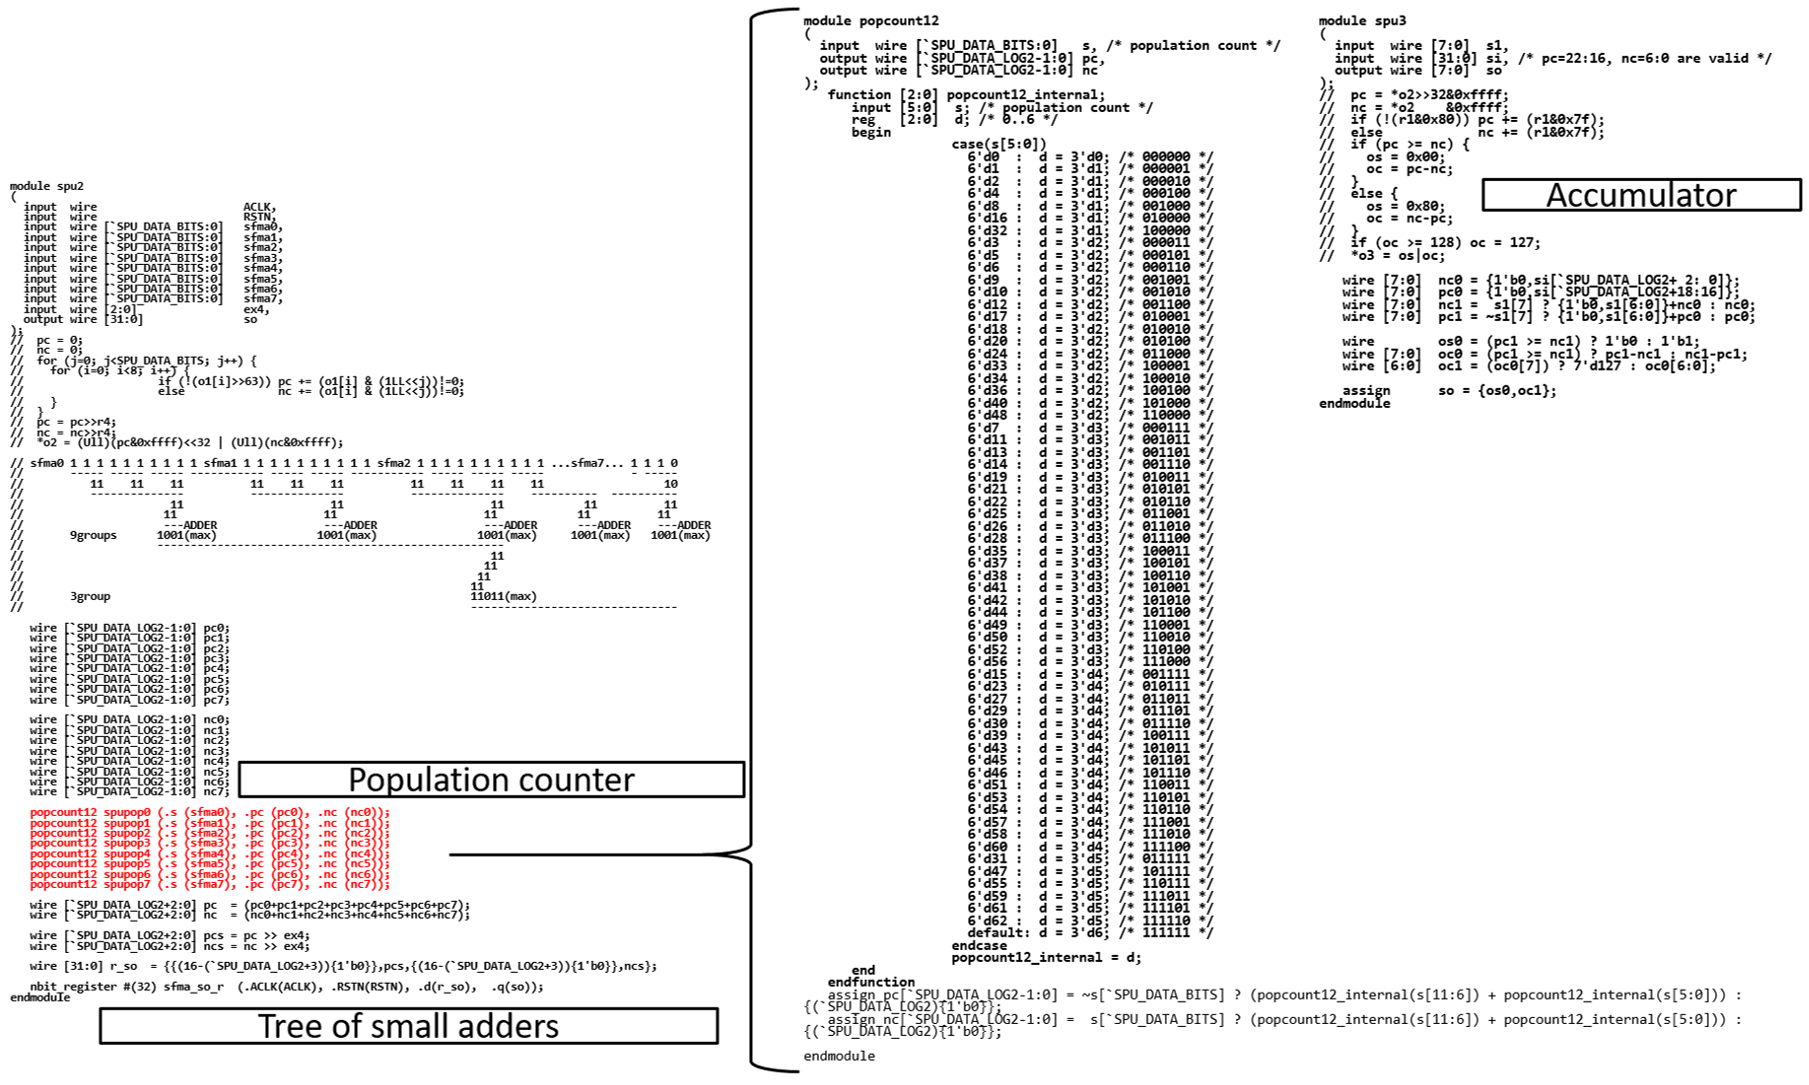 module spu2
(
  input  wire                      ACLK,
  input  wire                      RSTN,
  input  wire [`SPU_DATA_BITS:0]   sfma0,
  input  wire [`SPU_DATA_BITS:0]   sfma1,
  input  wire [`SPU_DATA_BITS:0]   sfma2,
  input  wire [`SPU_DATA_BITS:0]   sfma3,
  input  wire [`SPU_DATA_BITS:0]   sfma4,
  input  wire [`SPU_DATA_BITS:0]   sfma5,
  input  wire [`SPU_DATA_BITS:0]   sfma6,
  input  wire [`SPU_DATA_BITS:0]   sfma7,
  input  wire [2:0]                ex4,
  output wire [31:0]               so
);
//  pc = 0;
//  nc = 0;
//  for (j=0; j<SPU_DATA_BITS; j++) {
//    for (i=0; i<8; i++) {
//                    if (!(o1[i]>>63)) pc += (o1[i] & (1LL<<j))!=0;
//                    else              nc += (o1[i] & (1LL<<j))!=0;
//    }
//  }
//  pc = pc>>r4;
//  nc = nc>>r4;
//  *o2 = (Ull)(pc&0xffff)<<32 | (Ull)(nc&0xffff);
// sfma0 1 1 1 1 1 1 1 1 1 1 sfma1 1 1 1 1 1 1 1 1 1 1 sfma2 1 1 1 1 1 1 1 1 1 1 ...sfma7... 1 1 1 0
//       ----- ----- ----- ----------- ----- ----- ----- ----------- ----- ----- -----             - -----
//          11    11    11          11    11    11          11    11    11    11                   10
//          --------------          --------------          --------------    ----------  ----------
//                      11                      11                      11            11          11
//                     11                      11                      11            11          11
//                     ---ADDER                ---ADDER                ---ADDER      ---ADDER    ---ADDER
//       9groups      1001(max)               1001(max)               1001(max)     1001(max)   1001(max)
//                    ----------------------------------------------------
//                                                                      11
//                                                                     11
//                                                                    11
//                                                                   11
//       3group                                                      11011(max)
//                                                                   -------------------------------
wire [`SPU_DATA_LOG2-1:0] pc0;
wire [`SPU_DATA_LOG2-1:0] pc1;
wire [`SPU_DATA_LOG2-1:0] pc2;
wire [`SPU_DATA_LOG2-1:0] pc3;
wire [`SPU_DATA_LOG2-1:0] pc4;
wire [`SPU_DATA_LOG2-1:0] pc5;
wire [`SPU_DATA_LOG2-1:0] pc6;
wire [`SPU_DATA_LOG2-1:0] pc7;
wire [`SPU_DATA_LOG2-1:0] nc0;
wire [`SPU_DATA_LOG2-1:0] nc1;
wire [`SPU_DATA_LOG2-1:0] nc2;
wire [`SPU_DATA_LOG2-1:0] nc3;
wire [`SPU_DATA_LOG2-1:0] nc4;
wire [`SPU_DATA_LOG2-1:0] nc5;
wire [`SPU_DATA_LOG2-1:0] nc6;
wire [`SPU_DATA_LOG2-1:0] nc7;
Population counter
popcount12 spupop0 (.s (sfma0), .pc (pc0), .nc (nc0));
popcount12 spupop1 (.s (sfma1), .pc (pc1), .nc (nc1));
popcount12 spupop2 (.s (sfma2), .pc (pc2), .nc (nc2));
popcount12 spupop3 (.s (sfma3), .pc (pc3), .nc (nc3));
popcount12 spupop4 (.s (sfma4), .pc (pc4), .nc (nc4));
popcount12 spupop5 (.s (sfma5), .pc (pc5), .nc (nc5));
popcount12 spupop6 (.s (sfma6), .pc (pc6), .nc (nc6));
popcount12 spupop7 (.s (sfma7), .pc (pc7), .nc (nc7));
wire [`SPU_DATA_LOG2+2:0] pc  = (pc0+pc1+pc2+pc3+pc4+pc5+pc6+pc7);
wire [`SPU_DATA_LOG2+2:0] nc  = (nc0+nc1+nc2+nc3+nc4+nc5+nc6+nc7);
wire [`SPU_DATA_LOG2+2:0] pcs = pc >> ex4;
wire [`SPU_DATA_LOG2+2:0] ncs = nc >> ex4;
wire [31:0] r_so  = {{(16-(`SPU_DATA_LOG2+3)){1'b0}},pcs,{(16-(`SPU_DATA_LOG2+3)){1'b0}},ncs};
nbit_register #(32) sfma_so_r  (.ACLK(ACLK), .RSTN(RSTN), .d(r_so),  .q(so));
endmodule
Tree of small adders
module popcount12
(
  input  wire [`SPU_DATA_BITS:0]   s, /* population count */
  output wire [`SPU_DATA_LOG2-1:0] pc,
  output wire [`SPU_DATA_LOG2-1:0] nc
);
function [2:0] popcount12_internal;
input [5:0]  s; /* population count */
reg   [2:0]  d; /* 0..6 */
begin
case(s[5:0])
6'd0  :  d = 3'd0; /* 000000 */
6'd1  :  d = 3'd1; /* 000001 */
6'd2  :  d = 3'd1; /* 000010 */
6'd4  :  d = 3'd1; /* 000100 */
6'd8  :  d = 3'd1; /* 001000 */
6'd16 :  d = 3'd1; /* 010000 */
6'd32 :  d = 3'd1; /* 100000 */
6'd3  :  d = 3'd2; /* 000011 */
6'd5  :  d = 3'd2; /* 000101 */
6'd6  :  d = 3'd2; /* 000110 */
6'd9  :  d = 3'd2; /* 001001 */
6'd10 :  d = 3'd2; /* 001010 */
6'd12 :  d = 3'd2; /* 001100 */
6'd17 :  d = 3'd2; /* 010001 */
6'd18 :  d = 3'd2; /* 010010 */
6'd20 :  d = 3'd2; /* 010100 */
6'd24 :  d = 3'd2; /* 011000 */
6'd33 :  d = 3'd2; /* 100001 */
6'd34 :  d = 3'd2; /* 100010 */
6'd36 :  d = 3'd2; /* 100100 */
6'd40 :  d = 3'd2; /* 101000 */
6'd48 :  d = 3'd2; /* 110000 */
6'd7  :  d = 3'd3; /* 000111 */
6'd11 :  d = 3'd3; /* 001011 */
6'd13 :  d = 3'd3; /* 001101 */
6'd14 :  d = 3'd3; /* 001110 */
6'd19 :  d = 3'd3; /* 010011 */
6'd21 :  d = 3'd3; /* 010101 */
6'd22 :  d = 3'd3; /* 010110 */
6'd25 :  d = 3'd3; /* 011001 */
6'd26 :  d = 3'd3; /* 011010 */
6'd28 :  d = 3'd3; /* 011100 */
6'd35 :  d = 3'd3; /* 100011 */
6'd37 :  d = 3'd3; /* 100101 */
6'd38 :  d = 3'd3; /* 100110 */
6'd41 :  d = 3'd3; /* 101001 */
6'd42 :  d = 3'd3; /* 101010 */
6'd44 :  d = 3'd3; /* 101100 */
6'd49 :  d = 3'd3; /* 110001 */
6'd50 :  d = 3'd3; /* 110010 */
6'd52 :  d = 3'd3; /* 110100 */
6'd56 :  d = 3'd3; /* 111000 */
6'd15 :  d = 3'd4; /* 001111 */
6'd23 :  d = 3'd4; /* 010111 */
6'd27 :  d = 3'd4; /* 011011 */
6'd29 :  d = 3'd4; /* 011101 */
6'd30 :  d = 3'd4; /* 011110 */
6'd39 :  d = 3'd4; /* 100111 */
6'd43 :  d = 3'd4; /* 101011 */
6'd45 :  d = 3'd4; /* 101101 */
6'd46 :  d = 3'd4; /* 101110 */
6'd51 :  d = 3'd4; /* 110011 */
6'd53 :  d = 3'd4; /* 110101 */
6'd54 :  d = 3'd4; /* 110110 */
6'd57 :  d = 3'd4; /* 111001 */
6'd58 :  d = 3'd4; /* 111010 */
6'd60 :  d = 3'd4; /* 111100 */
6'd31 :  d = 3'd5; /* 011111 */
6'd47 :  d = 3'd5; /* 101111 */
6'd55 :  d = 3'd5; /* 110111 */
6'd59 :  d = 3'd5; /* 111011 */
6'd61 :  d = 3'd5; /* 111101 */
6'd62 :  d = 3'd5; /* 111110 */
default: d = 3'd6; /* 111111 */
endcase
popcount12_internal = d;
end
endfunction
assign pc[`SPU_DATA_LOG2-1:0] = ~s[`SPU_DATA_BITS] ? (popcount12_internal(s[11:6]) + popcount12_internal(s[5:0])) :
{(`SPU_DATA_LOG2){1'b0}};
assign nc[`SPU_DATA_LOG2-1:0] =  s[`SPU_DATA_BITS] ? (popcount12_internal(s[11:6]) + popcount12_internal(s[5:0])) :
{(`SPU_DATA_LOG2){1'b0}};
endmodule
module spu3
(
  input  wire [7:0]  s1,
  input  wire [31:0] si, /* pc=22:16, nc=6:0 are valid */
  output wire [7:0]  so
);
//  pc = *o2>>32&0xffff;
//  nc = *o2    &0xffff;
//  if (!(r1&0x80)) pc += (r1&0x7f);
//  else            nc += (r1&0x7f);
//  if (pc >= nc) {
//    os = 0x00;
//    oc = pc-nc;
//  }
//  else {
//    os = 0x80;
//    oc = nc-pc;
//  }
//  if (oc >= 128) oc = 127;
//  *o3 = os|oc;
Accumulator
wire [7:0]  nc0 = {1'b0,si[`SPU_DATA_LOG2+ 2: 0]};
wire [7:0]  pc0 = {1'b0,si[`SPU_DATA_LOG2+18:16]};
wire [7:0]  nc1 =  s1[7] ? {1'b0,s1[6:0]}+nc0 : nc0;
wire [7:0]  pc1 = ~s1[7] ? {1'b0,s1[6:0]}+pc0 : pc0;
wire        os0 = (pc1 >= nc1) ? 1'b0 : 1'b1;
wire [7:0]  oc0 = (pc1 >= nc1) ? pc1-nc1 : nc1-pc1;
wire [6:0]  oc1 = (oc0[7]) ? 7'd127 : oc0[6:0];
assign      so = {os0,oc1};
endmodule